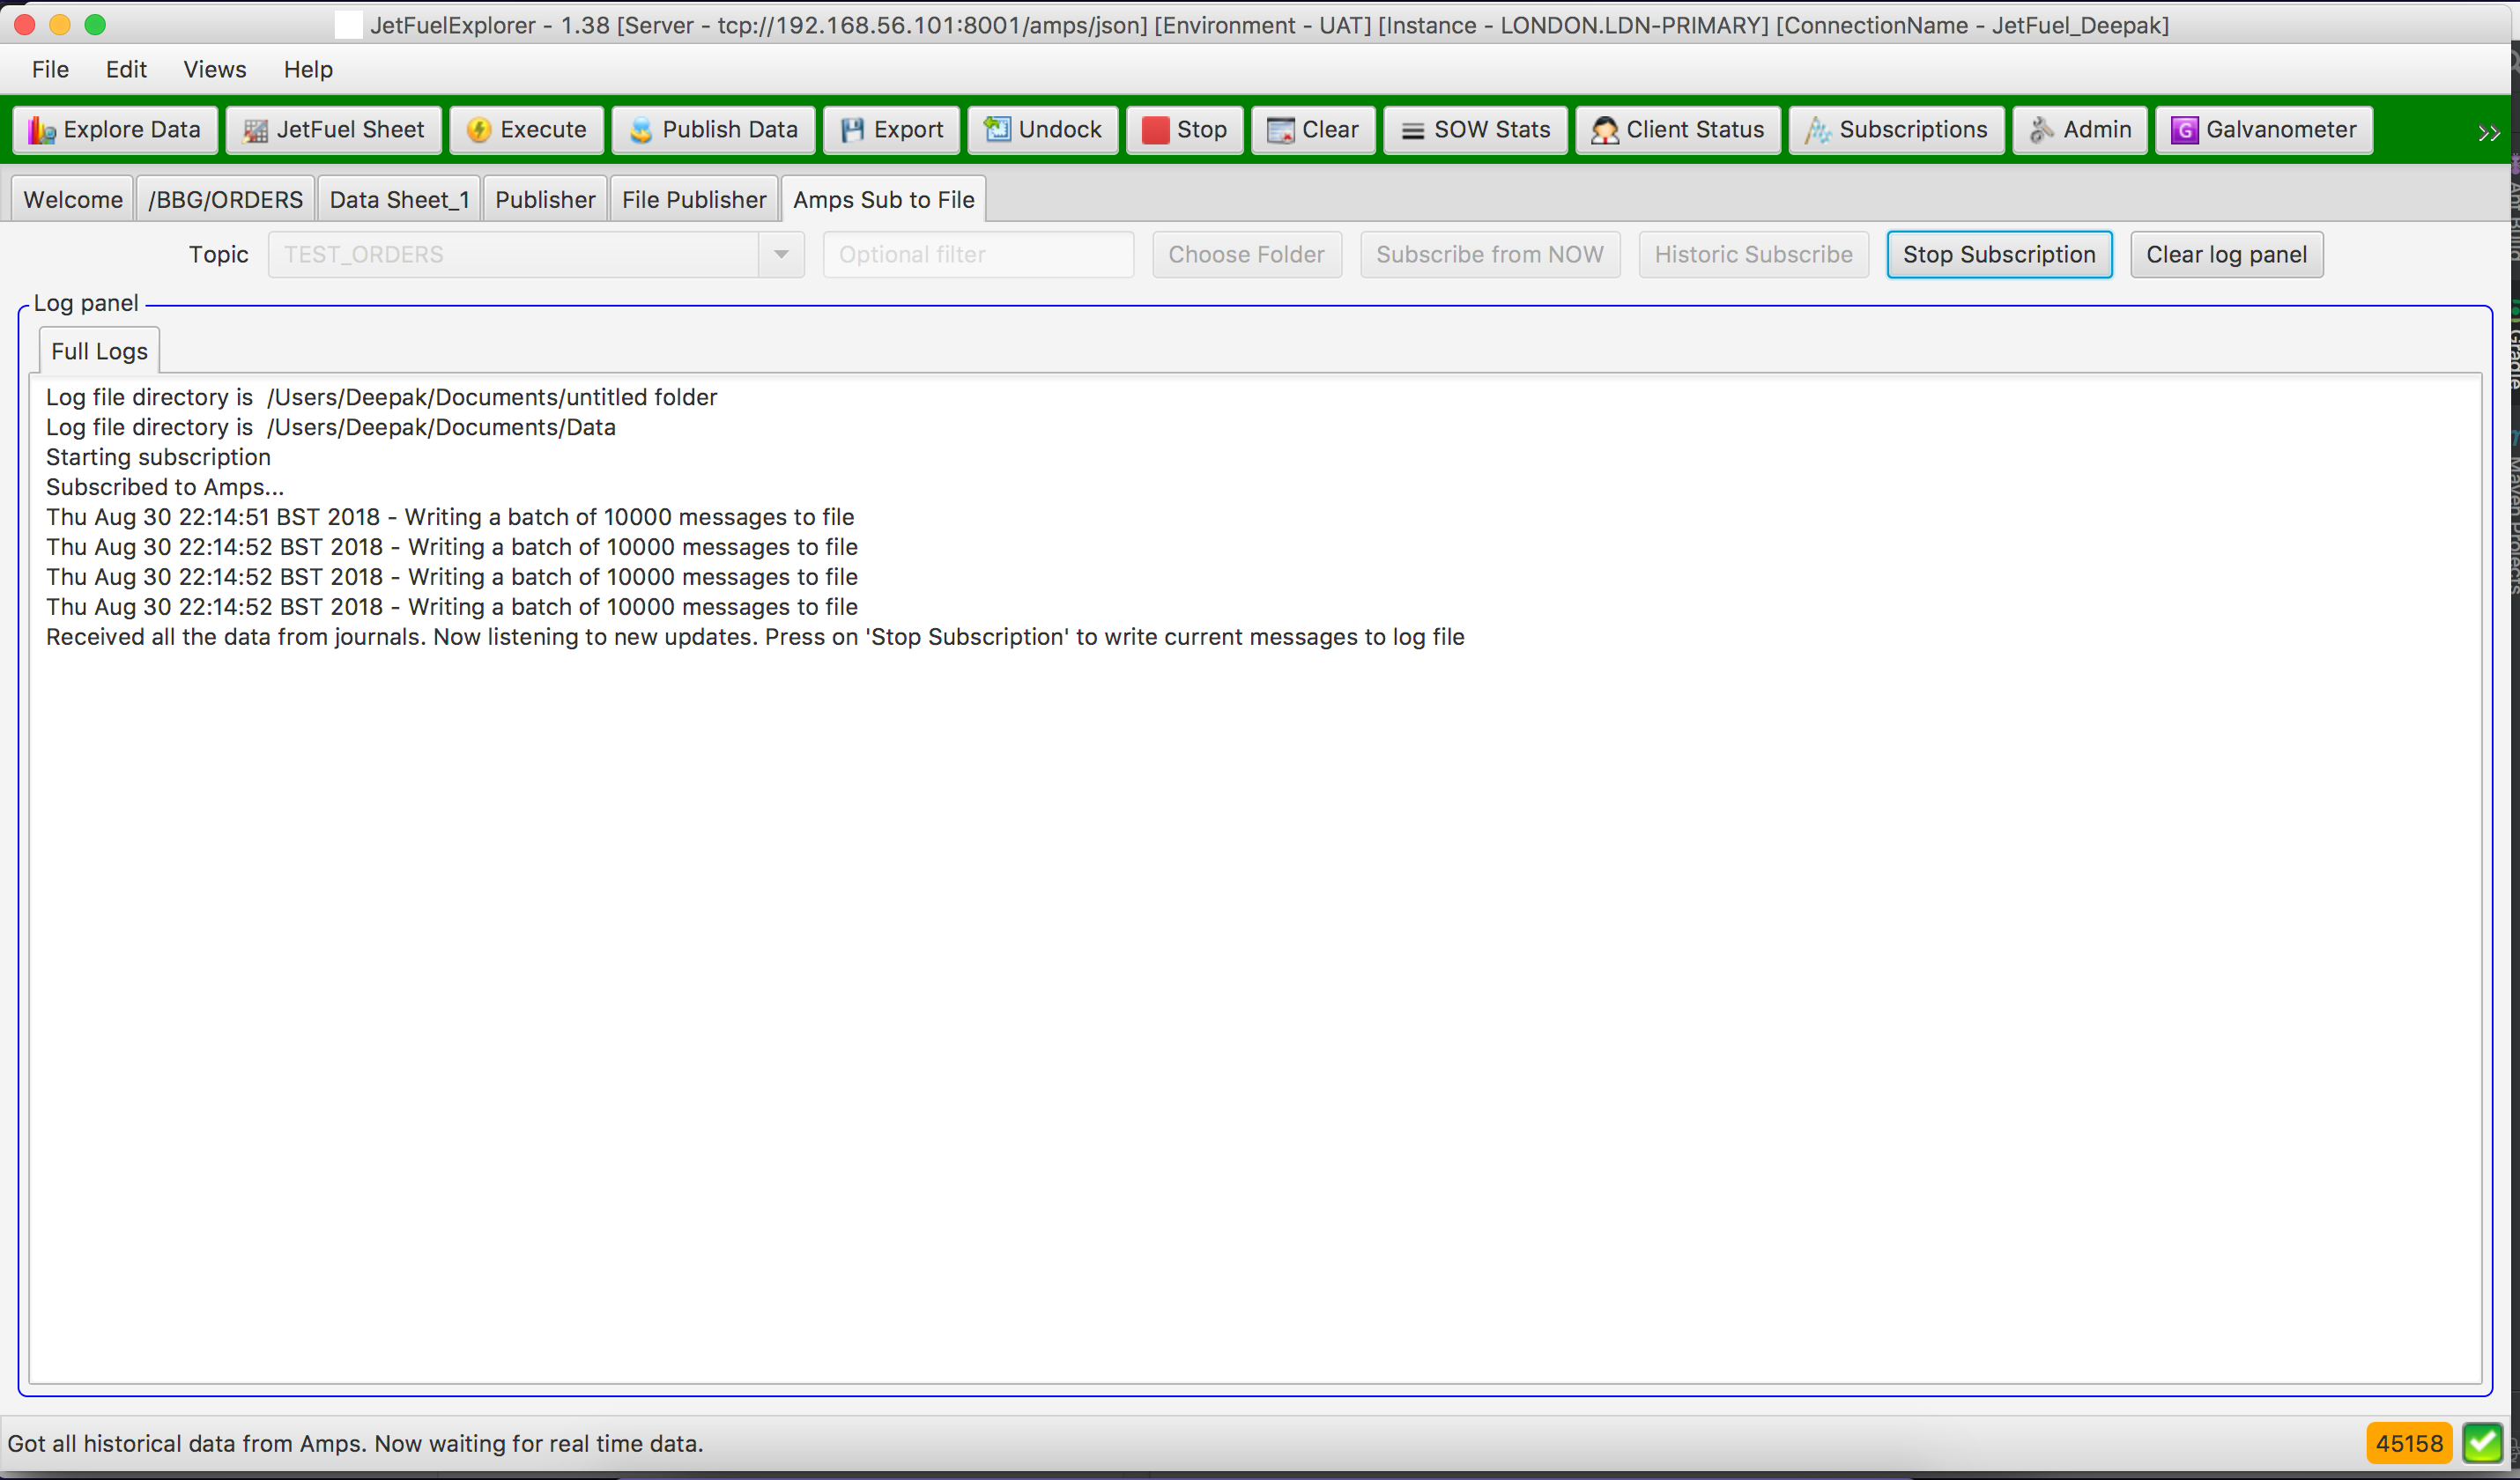 JetFuelExplorer - 1.38 [Server - tcp://192.168.56.101:8001/amps/json] [Environment - UAT] [Instance - LONDON.LDN-PRIMARY] [ConnectionName - JetFuel_Deepak]
File Edit Views Help
Explore Data JetFuel Sheet Execute Publish Data Export Undock Stop Clear SOW Stats Client Status Subscriptions Admin G Galvanometer
Welcome /BBG/ORDERS Data Sheet_1 Publisher File Publisher Amps Sub to File
Topic TEST_ORDERS Optional filter Choose Folder Subscribe from NOW Historic Subscribe Stop Subscription Clear log panel
Log panel
Full Logs
Log file directory is /Users/Deepak/Documents/untitled folder
Log file directory is /Users/Deepak/Documents/Data
Starting subscription
Subscribed to Amps...
Thu Aug 30 22:14:51 BST 2018 - Writing a batch of 10000 messages to file
Thu Aug 30 22:14:52 BST 2018 - Writing a batch of 10000 messages to file
Thu Aug 30 22:14:52 BST 2018 - Writing a batch of 10000 messages to file
Thu Aug 30 22:14:52 BST 2018 - Writing a batch of 10000 messages to file
Received all the data from journals. Now listening to new updates. Press on 'Stop Subscription' to write current messages to log file
Got all historical data from Amps. Now waiting for real time data.
45158
Gradle
Maven Projects